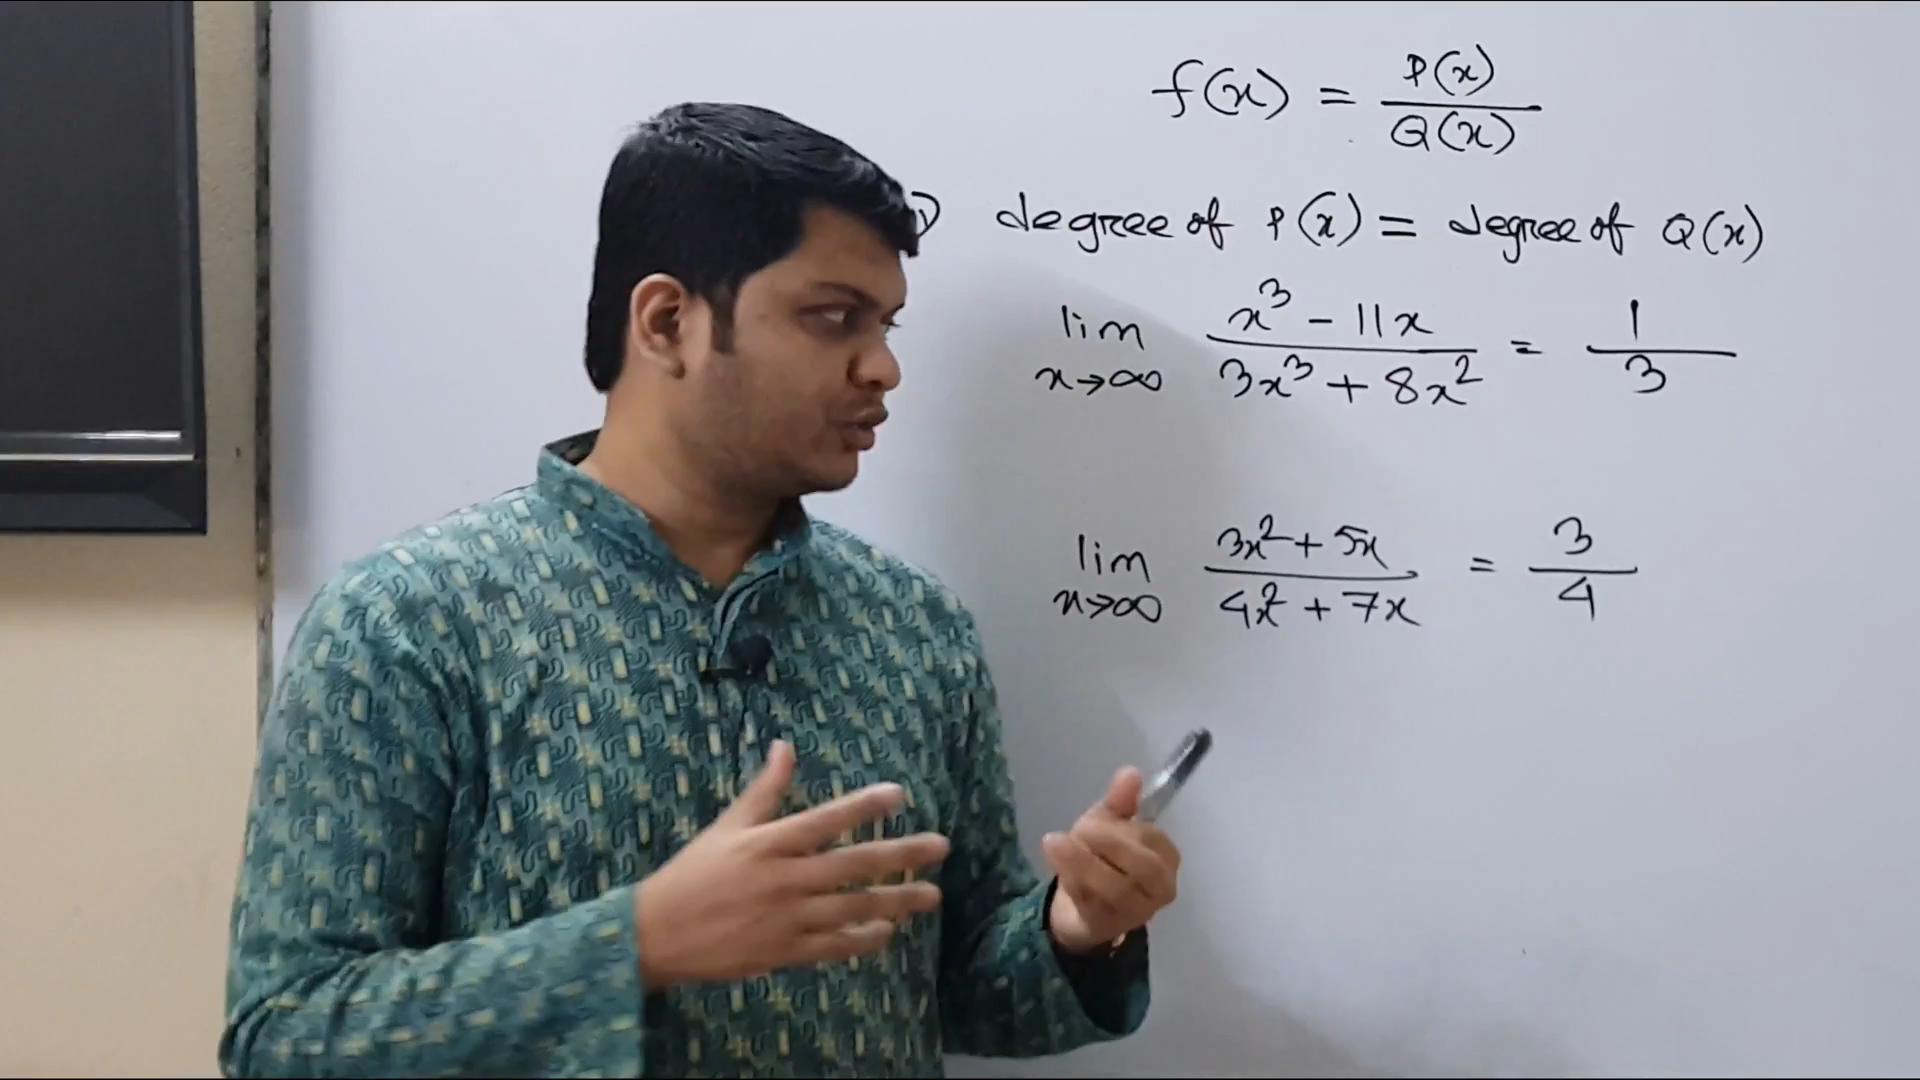 f(x) = P(x) / Q(x)
) degree of P(x) = degree of Q(x)
lim x→∞ (x³ - 11x) / (3x³ + 8x²) = 1 / 3
lim x→∞ (3x² + 5x) / (4x² + 7x) = 3 / 4